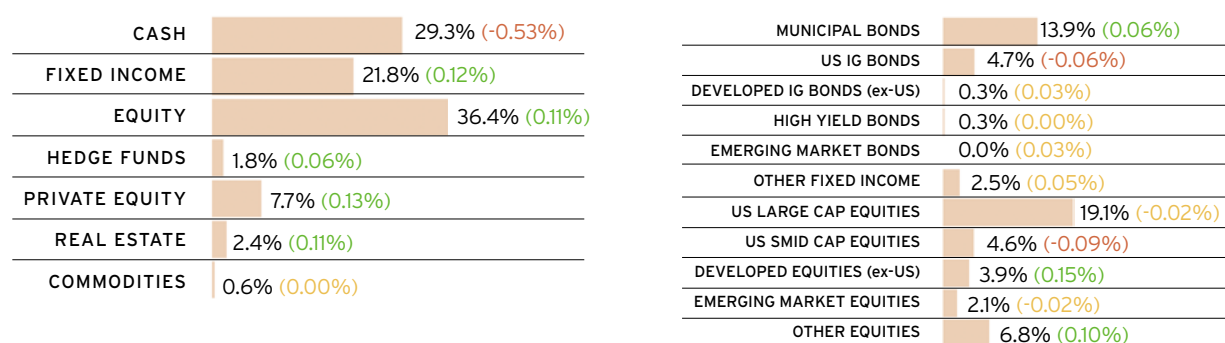 CASH 29.3% (-0.53%)
FIXED INCOME 21.8% (0.12%)
EQUITY 36.4% (0.11%)
HEDGE FUNDS 1.8% (0.06%)
PRIVATE EQUITY 7.7% (0.13%)
REAL ESTATE 2.4% (0.11%)
COMMODITIES 0.6% (0.00%)
MUNICIPAL BONDS 13.9% (0.06%)
US IG BONDS 4.7% (-0.06%)
DEVELOPED IG BONDS (ex-US) 0.3% (0.03%)
HIGH YIELD BONDS 0.3% (0.00%)
EMERGING MARKET BONDS 0.0% (0.03%)
OTHER FIXED INCOME 2.5% (0.05%)
US LARGE CAP EQUITIES 19.1% (-0.02%)
US SMID CAP EQUITIES 4.6% (-0.09%)
DEVELOPED EQUITIES (ex-US) 3.9% (0.15%)
EMERGING MARKET EQUITIES 2.1% (-0.02%)
OTHER EQUITIES 6.8% (0.10%)